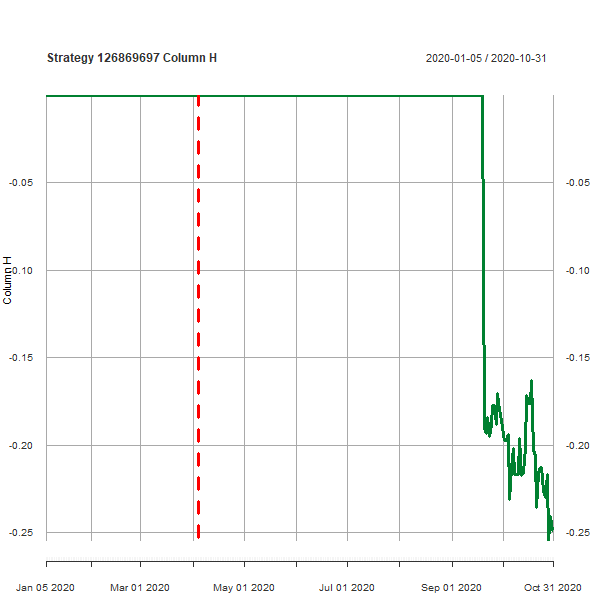 Strategy 126869697 Column H
2020-01-05 / 2020-10-31
-0.05 -0.05
-0.10 -0.10
Column H
-0.15 -0.15
-0.20 -0.20
-0.25 -0.25
Jan 05 2020 Mar 01 2020 May 01 2020 Jul 01 2020 Sep 01 2020 Oct 31 2020